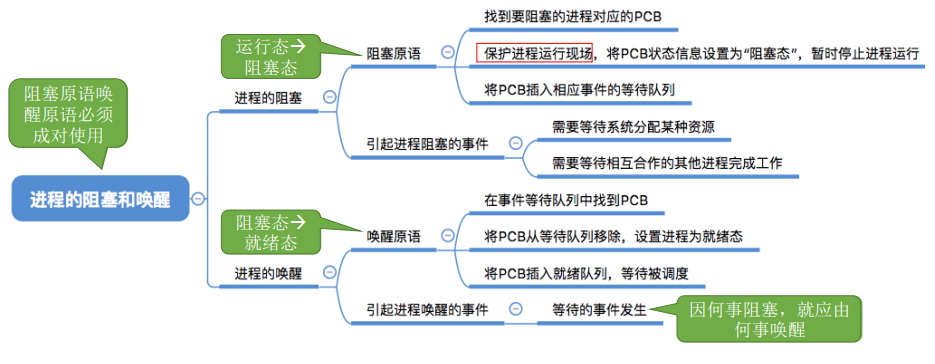 找到要阻塞的进程对应的PCB
运行态→
阻塞态
阻塞原语
保护进程运行现场，将PCB状态信息设置为“阻塞态”，暂时停止进程运行
将PCB插入相应事件的等待队列
进程的阻塞
阻塞原语唤
醒原语必须
成对使用
引起进程阻塞的事件
需要等待系统分配某种资源
需要等待相互合作的其他进程完成工作
进程的阻塞和唤醒
阻塞态→
就绪态
在事件等待队列中找到PCB
唤醒原语
将PCB从等待队列移除，设置进程为就绪态
将PCB插入就绪队列，等待被调度
进程的唤醒
引起进程唤醒的事件
等待的事件发生
因何事阻塞，就应由
何事唤醒